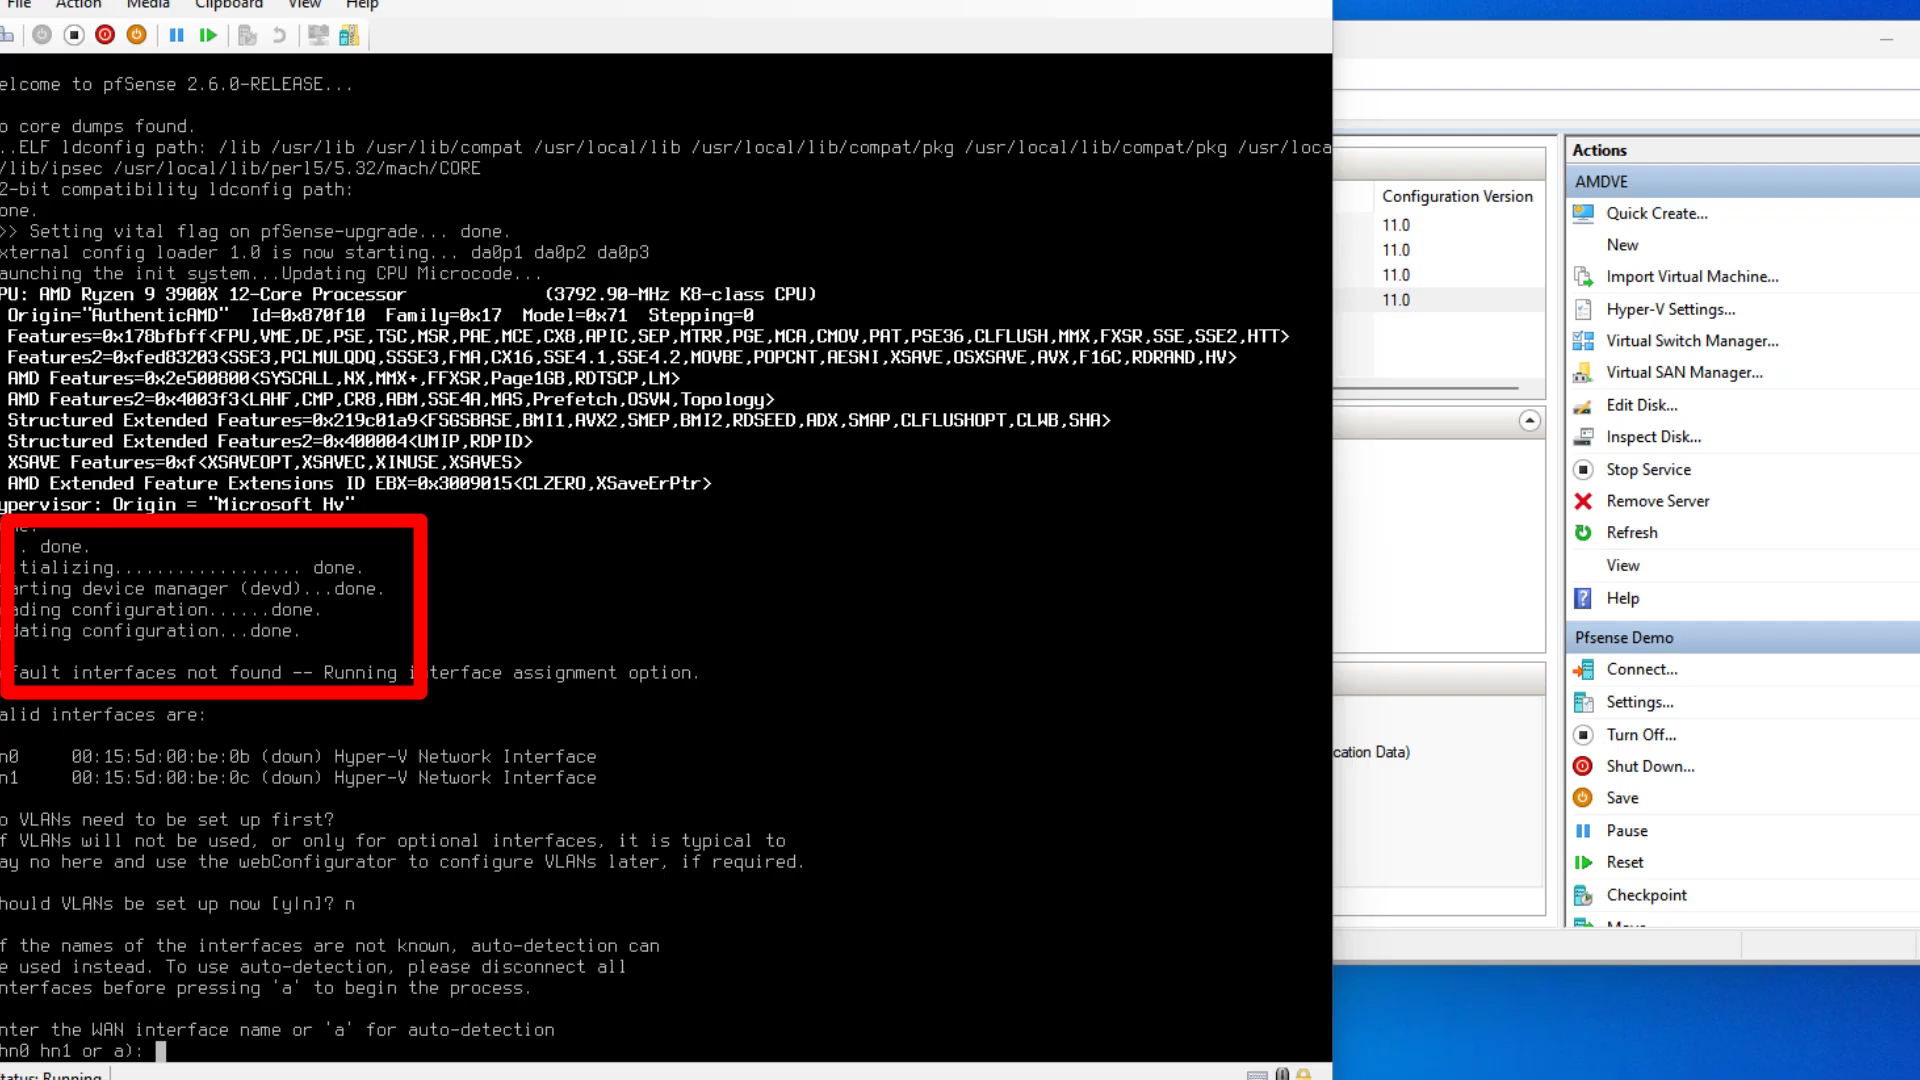 File Action Media Clipboard View Help
elcome to pfSense 2.6.0-RELEASE...
o core dumps found.
..ELF ldconfig path: /lib /usr/lib /usr/lib/compat /usr/local/lib /usr/local/lib/compat/pkg /usr/local/lib/compat/pkg /usr/loca
/lib/ipsec /usr/local/lib/perl5/5.32/mach/CORE
2-bit compatibility ldconfig path:
one.
>> Setting vital flag on pfSense-upgrade... done.
xternal config loader 1.0 is now starting... da0p1 da0p2 da0p3
aunching the init system...Updating CPU Microcode...
PU: AMD Ryzen 9 3900X 12-Core Processor (3792.90-MHz K8-class CPU)
Origin="AuthenticAMD" Id=0x870f10 Family=0x17 Model=0x71 Stepping=0
Features=0x178bfbff<FPU,VME,DE,PSE,TSC,MSR,PAE,MCE,CX8,APIC,SEP,MTRR,PGE,MCA,CMOV,PAT,PSE36,CLFLUSH,MMX,FXSR,SSE,SSE2,HTT>
Features2=0xfed83203<SSE3,PCLMULQDQ,SSSE3,FMA,CX16,SSE4.1,SSE4.2,MOVBE,POPCNT,AESNI,XSAVE,OSXSAVE,AVX,F16C,RDRAND,HV>
AMD Features=0x2e500800<SYSCALL,NX,MMX+,FFXSR,Page1GB,RDTSCP,LM>
AMD Features2=0x4003f3<LAHF,CMP,CR8,ABM,SSE4A,MAS,Prefetch,OSVW,Topology>
Structured Extended Features=0x219c01a9<FSGSBASE,BMI1,AVX2,SMEP,BMI2,RDSEED,ADX,SMAP,CLFLUSHOPT,CLWB,SHA>
Structured Extended Features2=0x400004<UMIP,RDPID>
XSAVE Features=0xf<XSAVEOPT,XSAVEC,XINUSE,XSAVES>
AMD Extended Feature Extensions ID EBX=0x3009015<CLZERO,XSaveErPtr>
ypervisor: Origin = "Microsoft Hv"
ne.
. done.
tializing.................. done.
arting device manager (devd)...done.
ading configuration......done.
dating configuration...done.
fault interfaces not found -- Running interface assignment option.
alid interfaces are:
n0 00:15:5d:00:be:0b (down) Hyper-V Network Interface
n1 00:15:5d:00:be:0c (down) Hyper-V Network Interface
o VLANs need to be set up first?
f VLANs will not be used, or only for optional interfaces, it is typical to
ay no here and use the webConfigurator to configure VLANs later, if required.
hould VLANs be set up now [y|n]? n
f the names of the interfaces are not known, auto-detection can
e used instead. To use auto-detection, please disconnect all
nterfaces before pressing 'a' to begin the process.
nter the WAN interface name or 'a' for auto-detection
hn0 hn1 or a):
tatus: Running
Configuration Version
11.0
11.0
11.0
11.0
cation Data)
Actions
AMDVE
Quick Create...
New
Import Virtual Machine...
Hyper-V Settings...
Virtual Switch Manager...
Virtual SAN Manager...
Edit Disk...
Inspect Disk...
Stop Service
Remove Server
Refresh
View
Help
Pfsense Demo
Connect...
Settings...
Turn Off...
Shut Down...
Save
Pause
Reset
Checkpoint